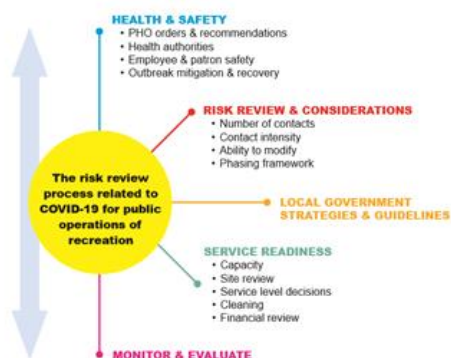 HEALTH & SAFETY
• PHO orders & recommendations
• Health authorities
• Employee & patron safety
• Outbreak mitigation & recovery
RISK REVIEW & CONSIDERATIONS
• Number of contacts
• Contact intensity
• Ability to modify
• Phasing framework
The risk review
process related to
COVID-19 for public
operations of
recreation
LOCAL GOVERNMENT
STRATEGIES & GUIDELINES
SERVICE READINESS
• Capacity
• Site review
• Service level decisions
• Cleaning
• Financial review
MONITOR & EVALUATE